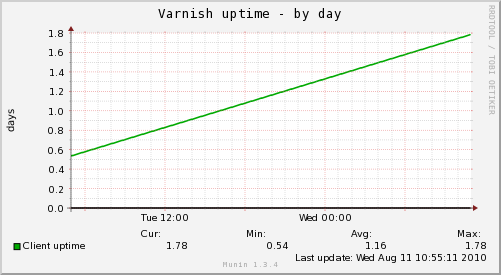 Varnish uptime - by day
RRDTOOL / TOBI OETIKER
days
1.8
1.6
1.4
1.2
1.0
0.8
0.6
0.4
0.2
0.0
Tue 12:00 Wed 00:00
Cur: Min: Avg: Max:
Client uptime 1.78 0.54 1.16 1.78
Last update: Wed Aug 11 10:55:11 2010
Munin 1.3.4